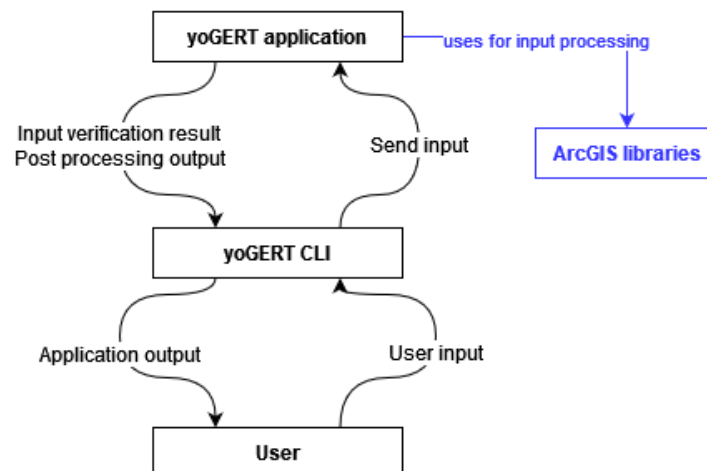 yoGERT application
uses for input processing
Input verification result
Post processing output
Send input
ArcGIS libraries
yoGERT CLI
Application output
User input
User